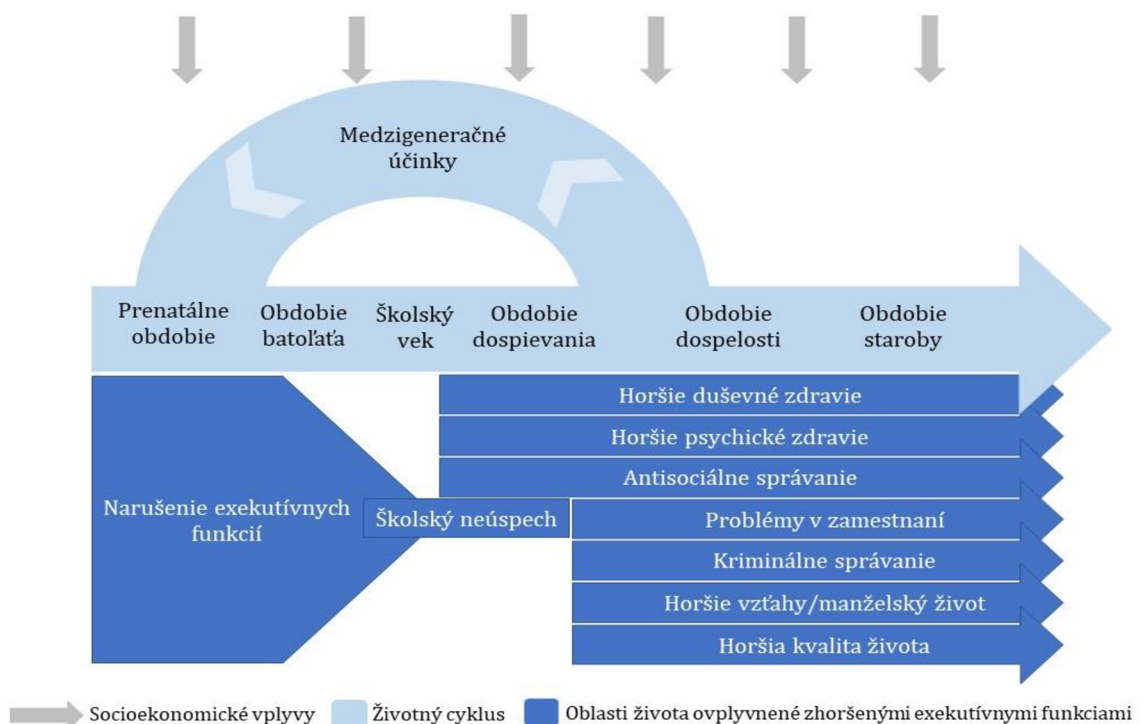 Medzigeneračné
účinky
Prenatálne
obdobie
Obdobie
batoľaťa
Školský
vek
Obdobie
dospievania
Obdobie
dospelosti
Obdobie
staroby
Horšie duševné zdravie
Horšie psychické zdravie
Antisociálne správanie
Narušenie exekutívnych
funkcií
Školský neúspech
Problémy v zamestnaní
Kriminálne správanie
Horšie vzťahy/manželský život
Horšia kvalita života
Socioekonomické vplyvy
Životný cyklus
Oblasti života ovplyvnené zhoršenými exekutívnymi funkciami